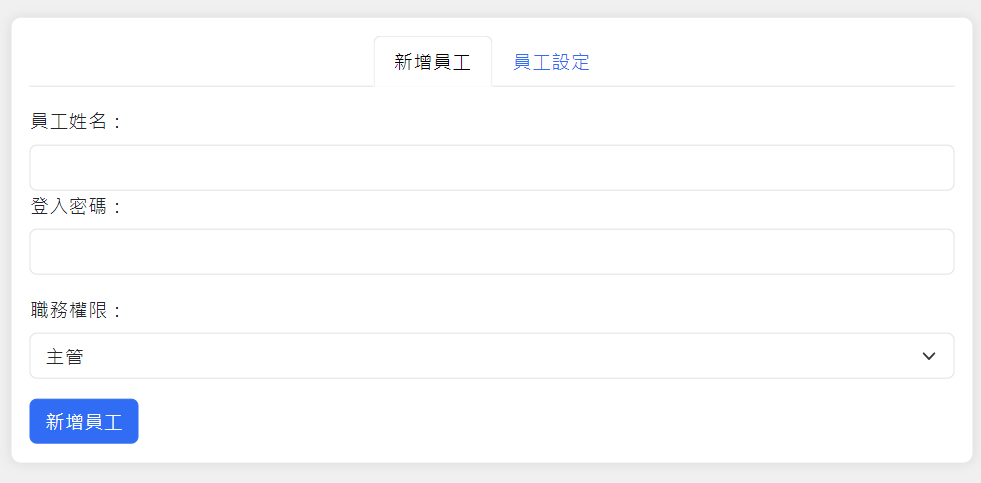 新增員工 員工設定
員工姓名：
登入密碼：
職務權限：
主管
新增員工